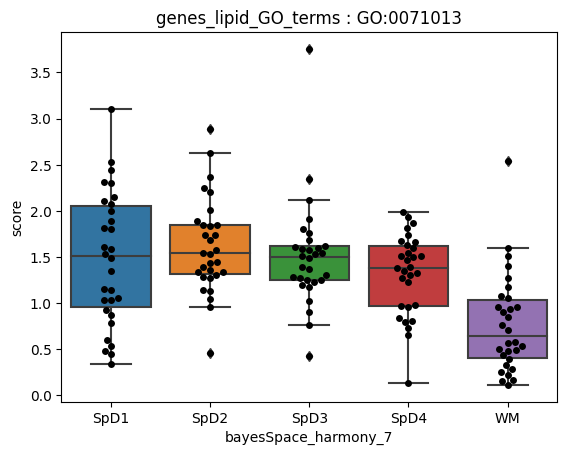 genes_lipid_GO_terms : GO:0071013
3.5
3.0
2.5
2.0
1.5
1.0
0.5
0.0
score
SpD1 SpD2 SpD3 SpD4 WM
bayesSpace_harmony_7